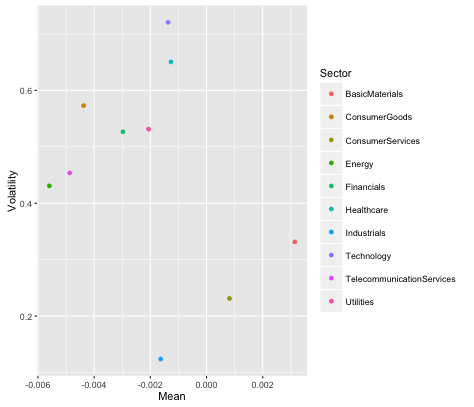 Sector
BasicMaterials
ConsumerGoods
ConsumerServices
Energy
Financials
Healthcare
Industrials
Technology
TelecommunicationServices
Utilities
Volatility
0.6
0.4
0.2
-0.006 -0.004 -0.002 0.000 0.002
Mean